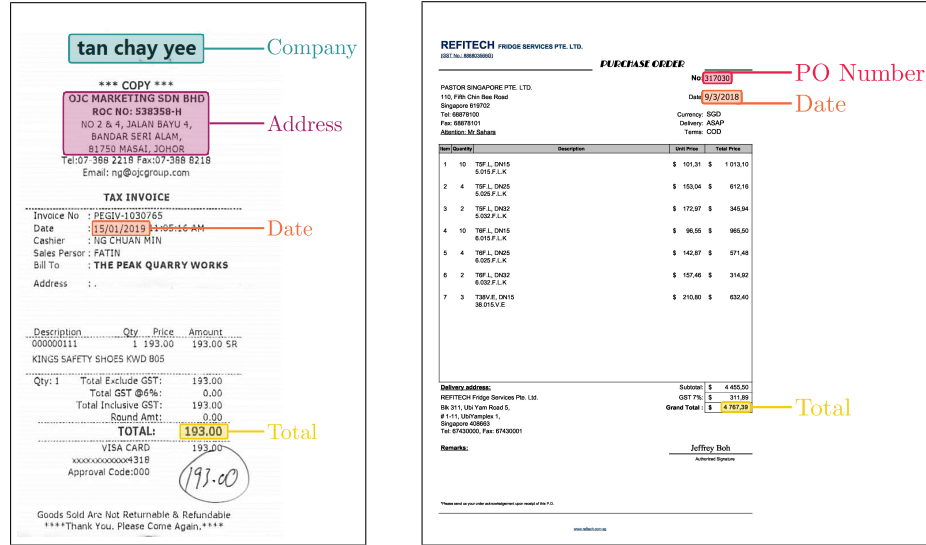 tan chay yee
Company
*** COPY ***
OJC MARKETING SDN BHD
ROC NO: 538358-H
NO 2 & 4, JALAN BAYU 4,
BANDAR SERI ALAM,
81750 MASAI, JOHOR
Address
Tel:07-388 2218 Fax:07-388 8218
Email: ng@ojcgroup.com
TAX INVOICE
Invoice No : PEGIV-1030765
Date : 15/01/2019 11:05:16 AM
Date
Cashier : NG CHUAN MIN
Sales Persor : FATIN
Bill To : THE PEAK QUARRY WORKS
Address : .
Description Qty Price Amount
000000111 1 193.00 193.00 SR
KINGS SAFETY SHOES KWD 805
Qty: 1 Total Exclude GST: 193.00
Total GST @6%: 0.00
Total Inclusive GST: 193.00
Round Amt: 0.00
TOTAL: 193.00
Total
VISA CARD 193.00
xxxxxxxxxxxx4318
Approval Code:000
193.00
Goods Sold Are Not Returnable & Refundable
****Thank You. Please Come Again.****
REFITECH FRIDGE SERVICES PTE. LTD.
PURCHASE ORDER
No: 317030
PO Number
PASTOR SINGAPORE PTE. LTD.
110, Fifth Chin Bee Road
Singapore 619702
Tel: 66878100
Fax: 66878101
Attention: Mr Sahara
Date 9/3/2018
Date
Currency: SGD
Delivery: ASAP
Terms: COD
Item Quantity Description Unit Price Total Price
1 10 T5F.L, DN15 $ 101,31 $ 1 013,10
5.015.F.L.K
2 4 T5F.L, DN25 $ 153,04 $ 612,16
5.025.F.L.K
3 2 T5F.L, DN32 $ 172,97 $ 345,94
5.032.F.L.K
4 10 T6F.L, DN15 $ 96,55 $ 965,50
6.015.F.L.K
5 4 T6F.L, DN25 $ 142,87 $ 571,48
6.025.F.L.K
6 2 T6F.L, DN32 $ 157,46 $ 314,92
6.032.F.L.K
7 3 T38V.E, DN15 $ 210,80 $ 632,40
38.015.V.E
Delivery address:
REFITECH Fridge Services Pte. Ltd.
Blk 311, Ubi Yam Road 5,
# 1-11, UbiYamplex 1,
Singapore 408663
Tel: 67430000, Fax: 67430001
Subtotal: $ 4 455,50
GST 7%: $ 311,89
Grand Total : $ 4 767,39
Total
Remarks:
Jeffrey Boh
Authorized Signature
*Please send us your order acknowledgement upon receipt of this P.O.